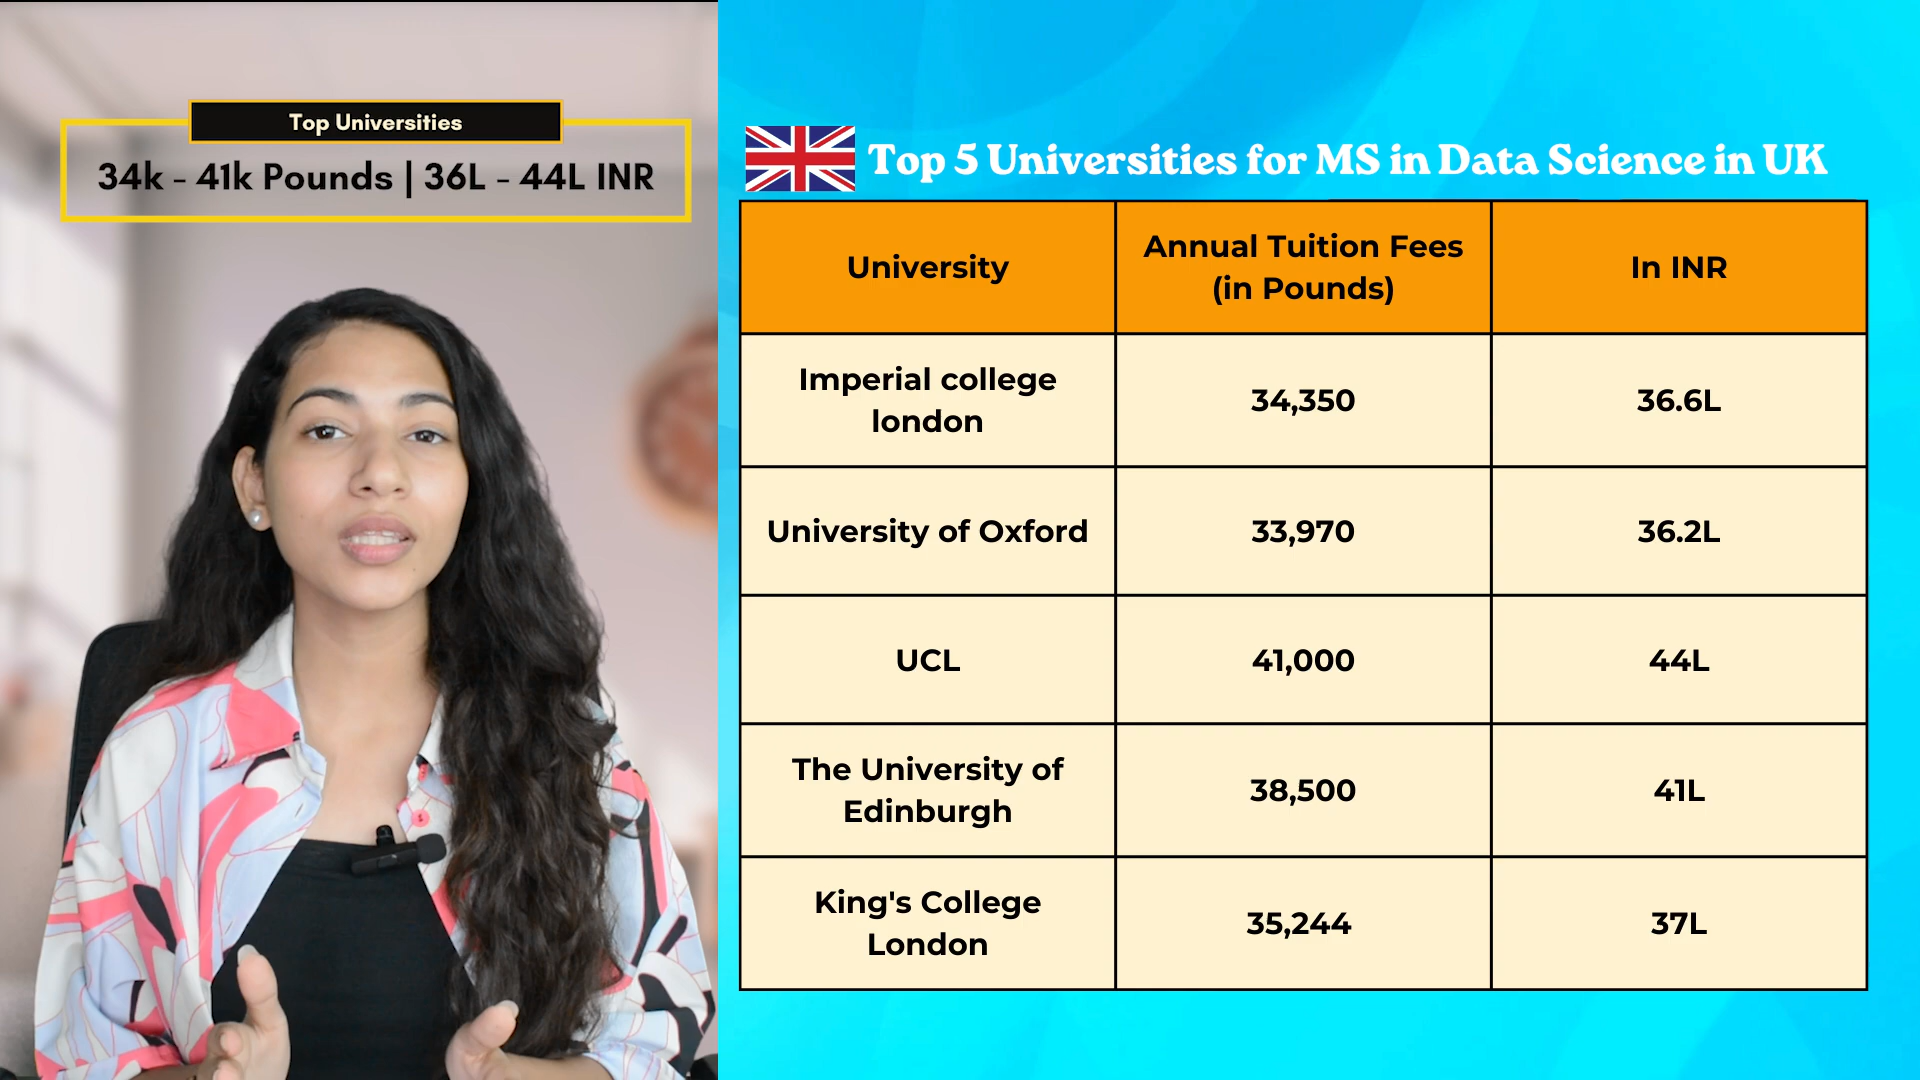 Top Universities
34k - 41k Pounds | 36L - 44L INR
Top 5 Universities for MS in Data Science in UK
University
Annual Tuition Fees
(in Pounds)
In INR
Imperial college
london
34,350
36.6L
University of Oxford
33,970
36.2L
UCL
41,000
44L
The University of
Edinburgh
38,500
41L
King's College
London
35,244
37L